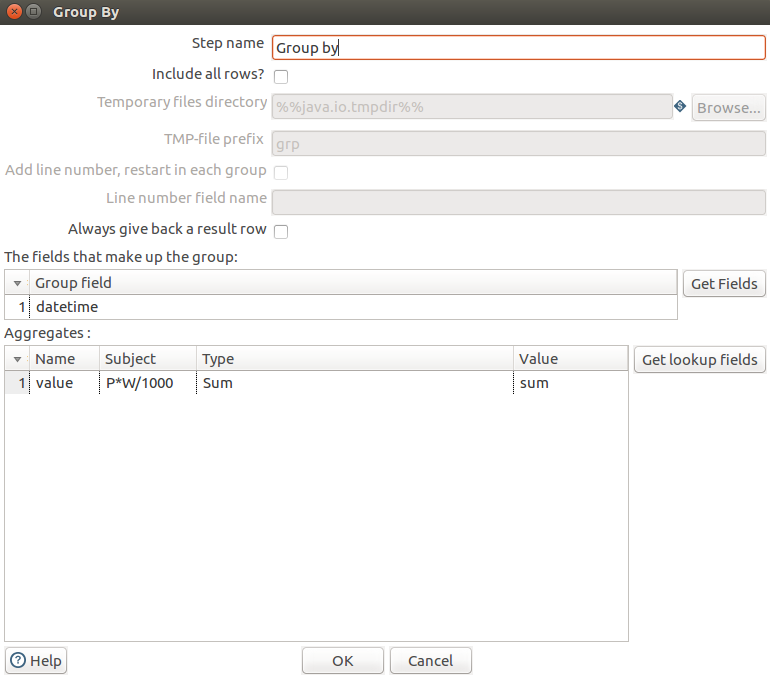 Group By
Step name Group by
Include all rows?
Temporary files directory %%java.io.tmpdir%% Browse...
TMP-file prefix grp
Add line number, restart in each group
Line number field name
Always give back a result row
The fields that make up the group:
Group field Get Fields
1 datetime
Aggregates :
Name Subject Type Value Get lookup fields
1 value P*W/1000 Sum sum
Help OK Cancel